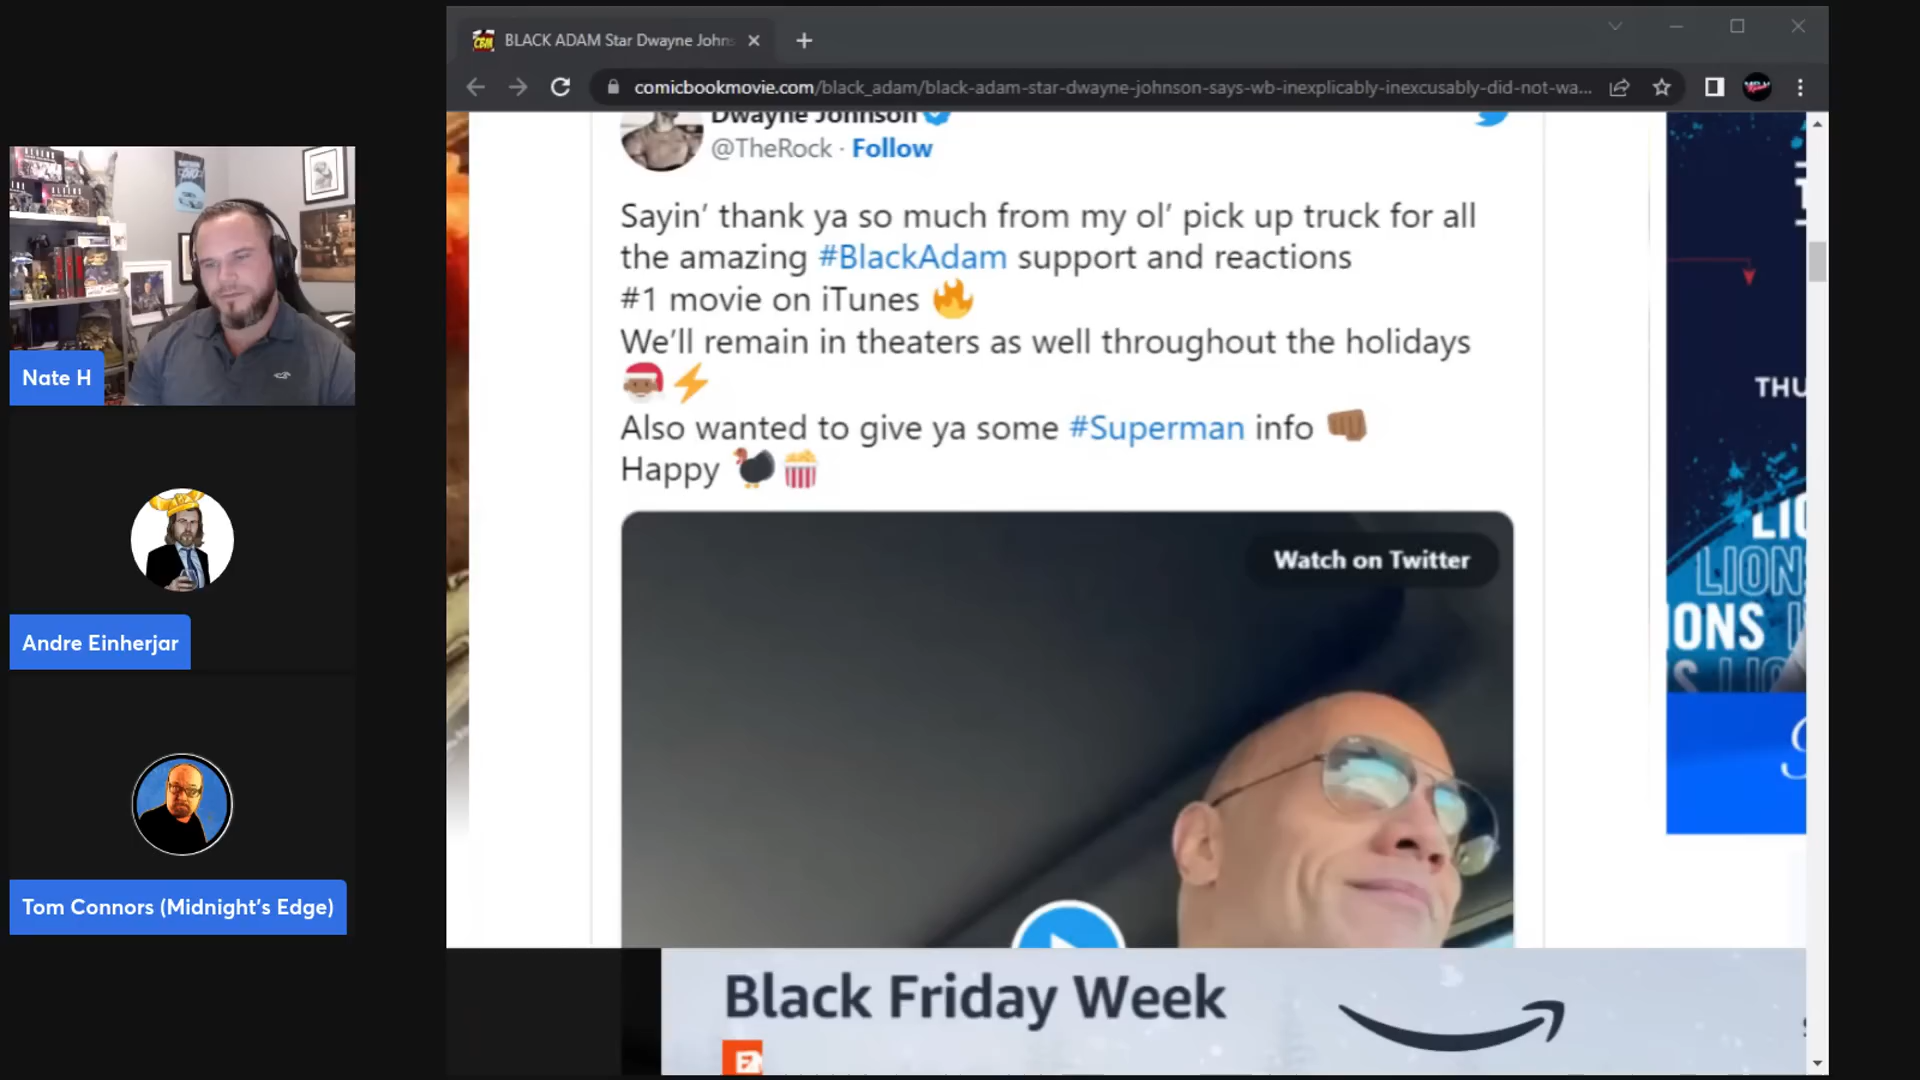 BLACK ADAM Star Dwayne Johns
comicbookmovie.com/black_adam/black-adam-star-dwayne-johnson-says-wb-inexplicably-inexcusably-did-not-wa...
Dwayne Johnson
@TheRock · Follow
Sayin’ thank ya so much from my ol’ pick up truck for all
the amazing #BlackAdam support and reactions
#1 movie on iTunes 🔥
We’ll remain in theaters as well throughout the holidays
🎅🏾⚡
Also wanted to give ya some #Superman info 👊🏾
Happy 🦃🍿
Watch on Twitter
Black Friday Week
THU
LIONS
IONS
Nate H
Andre Einherjar
Tom Connors (Midnight's Edge)